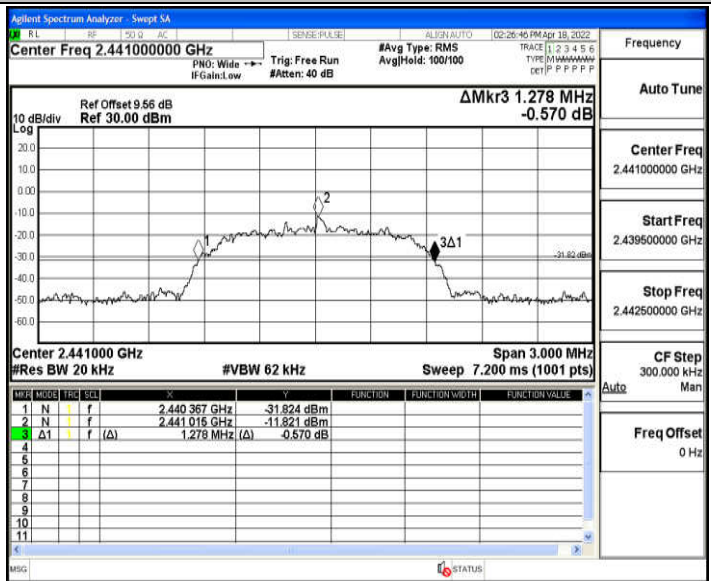 Agilent Spectrum Analyzer - Swept SA
RL RF 50 Ω AC SENSE:PULSE ALIGN AUTO 02:26:46 PM Apr 18, 2022
Center Freq 2.441000000 GHz #Avg Type: RMS TRACE 1 2 3 4 5 6
PNO: Wide Trig: Free Run Avg|Hold: 100/100 TYPE M
IFGain:Low #Atten: 40 dB DET P P P P P P
ΔMkr3 1.278 MHz
Ref Offset 9.56 dB
-0.570 dB
10 dB/div Ref 30.00 dBm
Log
20.0
10.0
0.00
-10.0
-20.0
-30.0
-40.0
-50.0
-60.0
1
2
3Δ1
-31.82 dBm
Center 2.441000 GHz Span 3.000 MHz
#Res BW 20 kHz #VBW 62 kHz Sweep 7.200 ms (1001 pts)
MKR MODE TRC SCL X Y FUNCTION FUNCTION WIDTH FUNCTION VALUE
1 N 1 f 2.440 367 GHz -31.824 dBm
2 N 1 f 2.441 015 GHz -11.821 dBm
3 Δ1 1 f (Δ) 1.278 MHz (Δ) -0.570 dB
4
5
6
7
8
9
10
11
MSG STATUS
Frequency
Auto Tune
Center Freq
2.441000000 GHz
Start Freq
2.439500000 GHz
Stop Freq
2.442500000 GHz
CF Step
300.000 kHz
Auto Man
Freq Offset
0 Hz